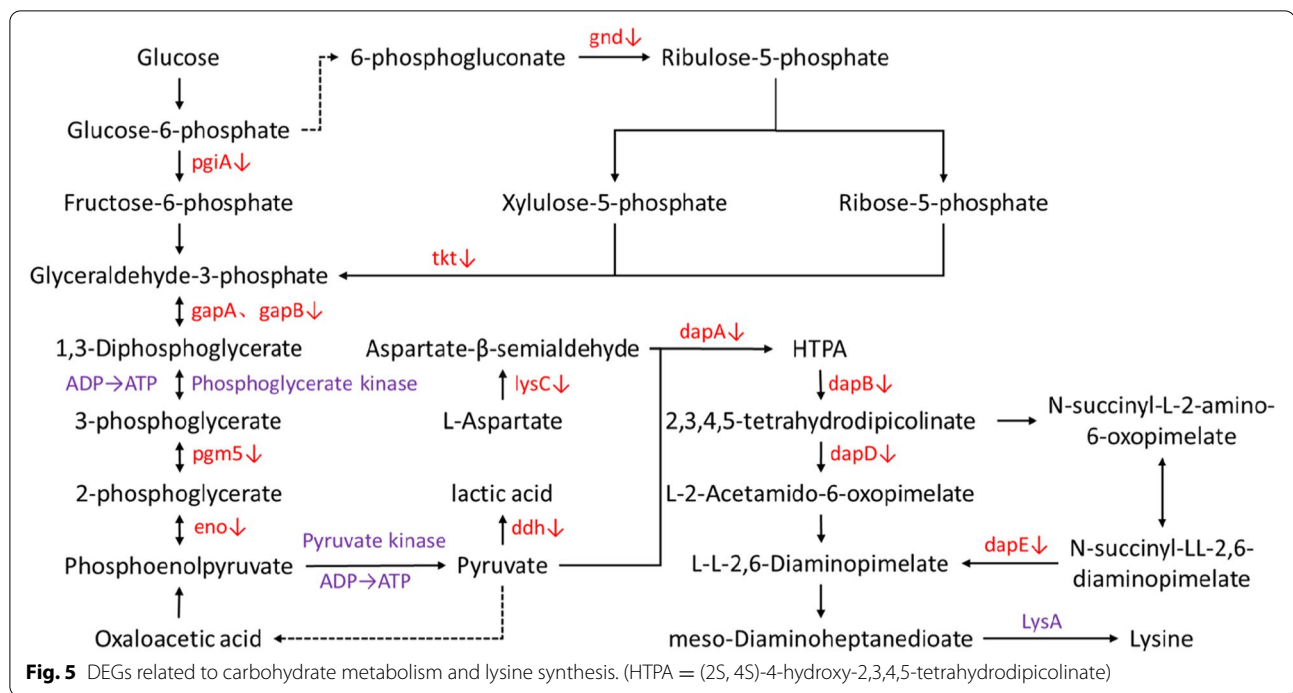 gnd↓
Glucose
6-phosphogluconate
Ribulose-5-phosphate
Glucose-6-phosphate
pgiA↓
Fructose-6-phosphate
Xylulose-5-phosphate
Ribose-5-phosphate
tkt↓
Glyceraldehyde-3-phosphate
gapA、gapB↓
dapA↓
1,3-Diphosphoglycerate
Aspartate-β-semialdehyde
HTPA
ADP→ATP
Phosphoglycerate kinase
lysC↓
dapB↓
3-phosphoglycerate
L-Aspartate
2,3,4,5-tetrahydrodipicolinate
N-succinyl-L-2-amino-
6-oxopimelate
pgm5↓
dapD↓
2-phosphoglycerate
lactic acid
L-2-Acetamido-6-oxopimelate
eno↓
Pyruvate kinase
ddh↓
dapE↓
Phosphoenolpyruvate
ADP→ATP
Pyruvate
L-L-2,6-Diaminopimelate
N-succinyl-LL-2,6-
diaminopimelate
Oxaloacetic acid
meso-Diaminoheptanedioate
LysA
Lysine
Fig. 5 DEGs related to carbohydrate metabolism and lysine synthesis. (HTPA = (2S, 4S)-4-hydroxy-2,3,4,5-tetrahydrodipicolinate)